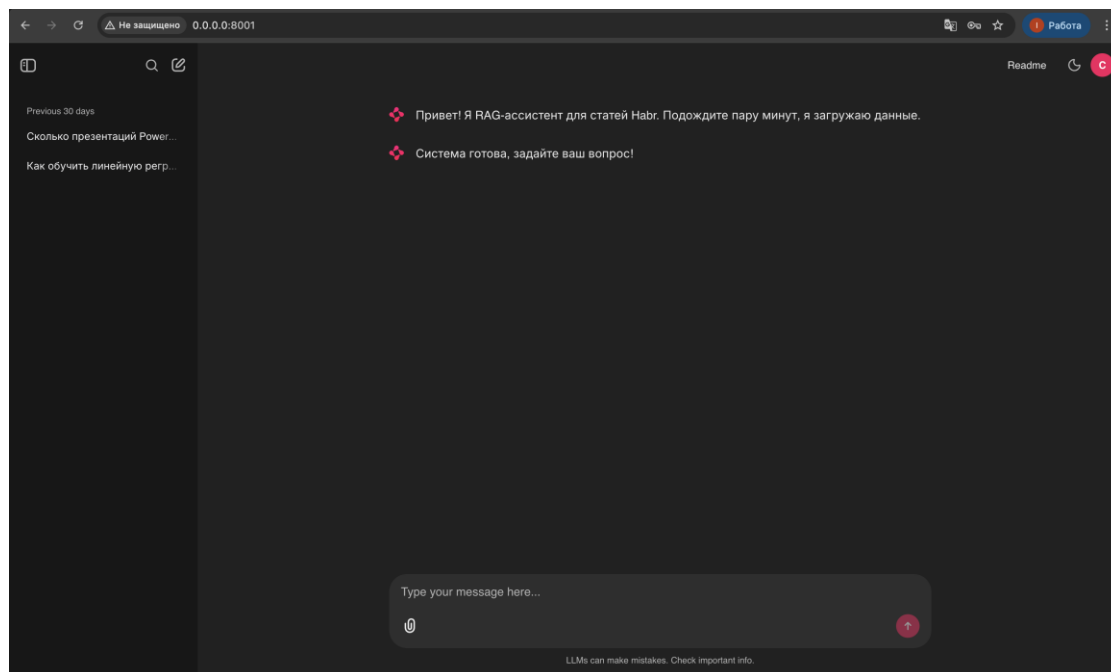 Не защищено 0.0.0.0:8001
Работа
Readme
C
Previous 30 days
Сколько презентаций Power...
Как обучить линейную регр...
Привет! Я RAG-ассистент для статей Habr. Подождите пару минут, я загружаю данные.
Система готова, задайте ваш вопрос!
Type your message here...
LLMs can make mistakes. Check important info.